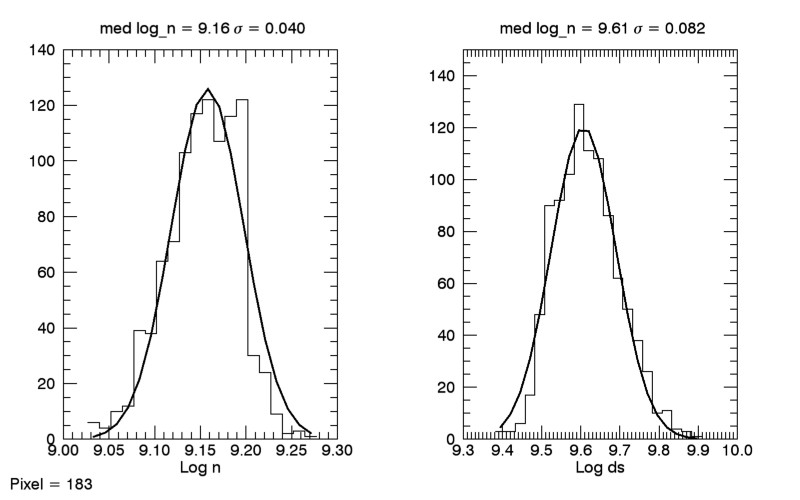 med log_n = 9.16 σ = 0.040
140
120
100
80
60
40
20
0
9.00 9.05 9.10 9.15 9.20 9.25 9.30
Log n
med log_n = 9.61 σ = 0.082
140
120
100
80
60
40
20
0
9.3 9.4 9.5 9.6 9.7 9.8 9.9 10.0
Log ds
Pixel = 183